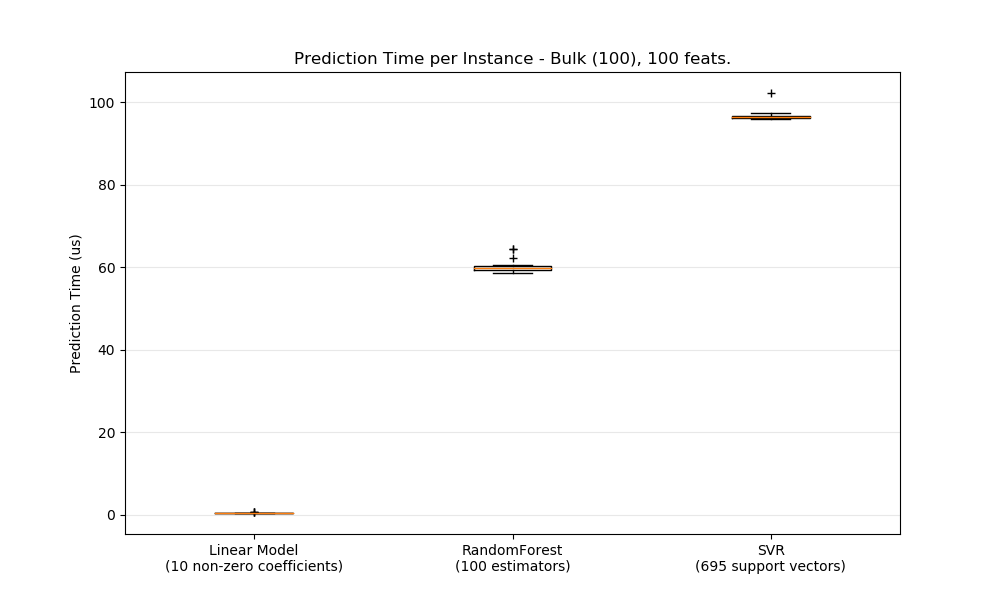 Prediction Time per Instance - Bulk (100), 100 feats.
Prediction Time (us)
100
80
60
40
20
0
Linear Model
(10 non-zero coefficients)
RandomForest
(100 estimators)
SVR
(695 support vectors)